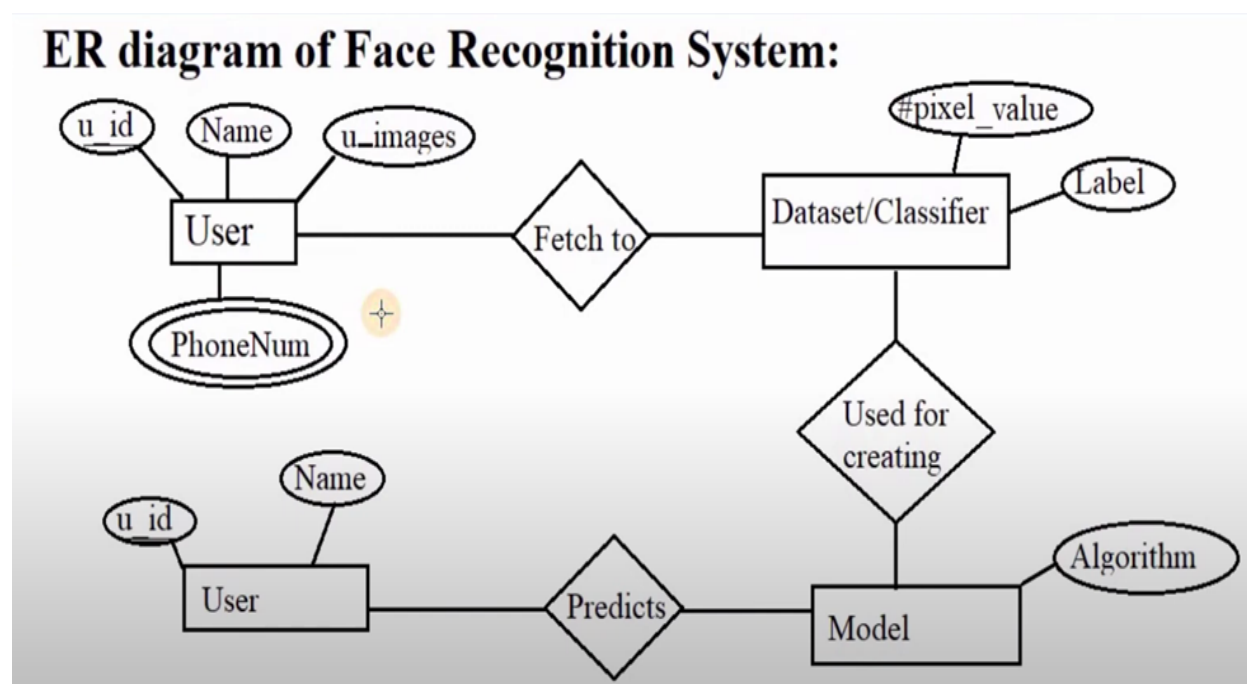 ER diagram of Face Recognition System:
u_id
Name
u_images
#pixel_value
Label
User
Fetch to
Dataset/Classifier
PhoneNum
Used for
creating
Name
u_id
Algorithm
User
Predicts
Model